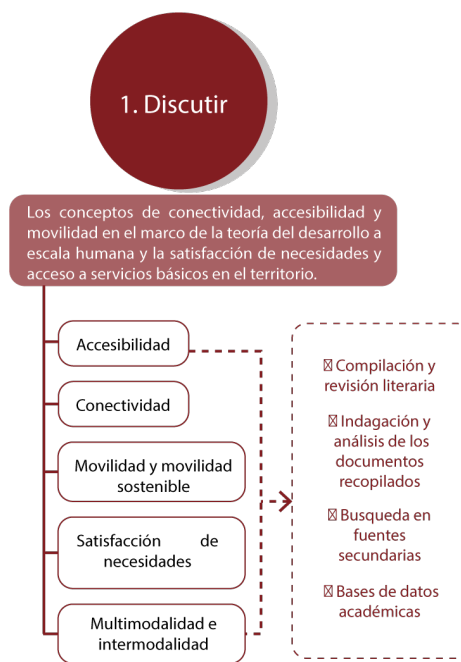 1. Discutir
Los conceptos de conectividad, accesibilidad y
movilidad en el marco de la teoría del desarrollo a
escala humana y la satisfacción de necesidades y
acceso a servicios básicos en el territorio.
Accesibilidad
Conectividad
Movilidad y movilidad
sostenible
Satisfacción de
necesidades
Multimodalidad e
intermodalidad
Compilación y
revisión literaria
Indagación y
análisis de los
documentos
recopilados
Busqueda en
fuentes
secundarias
Bases de datos
académicas